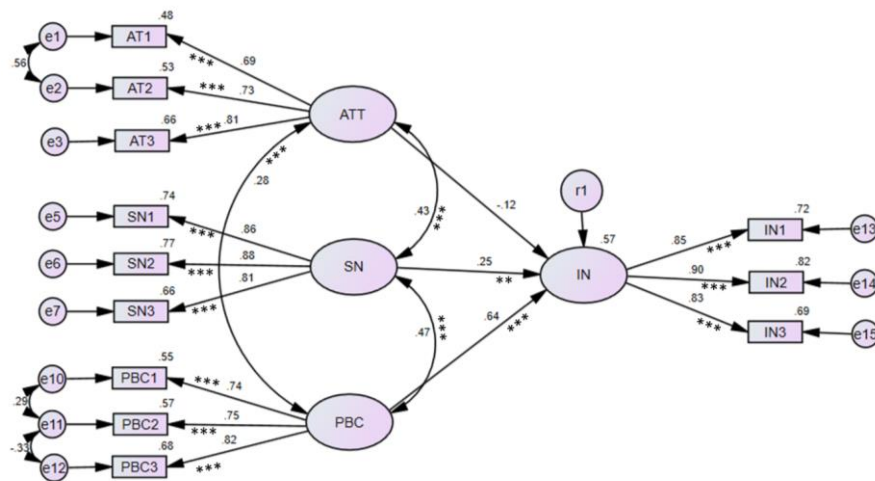 .48
e1
AT1
***
.69
.56
.53
e2
AT2
***
.73
ATT
.66
***
.81
e3
AT3
***
.28
r1
.74
-.12
.72
e5
SN1
.86
.43
***
.57
.85
IN1
e13
***
***
.77
.88
SN
.25
IN
.82
e6
SN2
***
.81
**
.90
***
IN2
e14
.66
.83
.69
e7
SN3
***
***
IN3
e15
.47
***
.64
***
.55
e10
PBC1
***
.74
.29
.57
.75
PBC
e11
PBC2
***
.82
-.33
.68
e12
PBC3
***